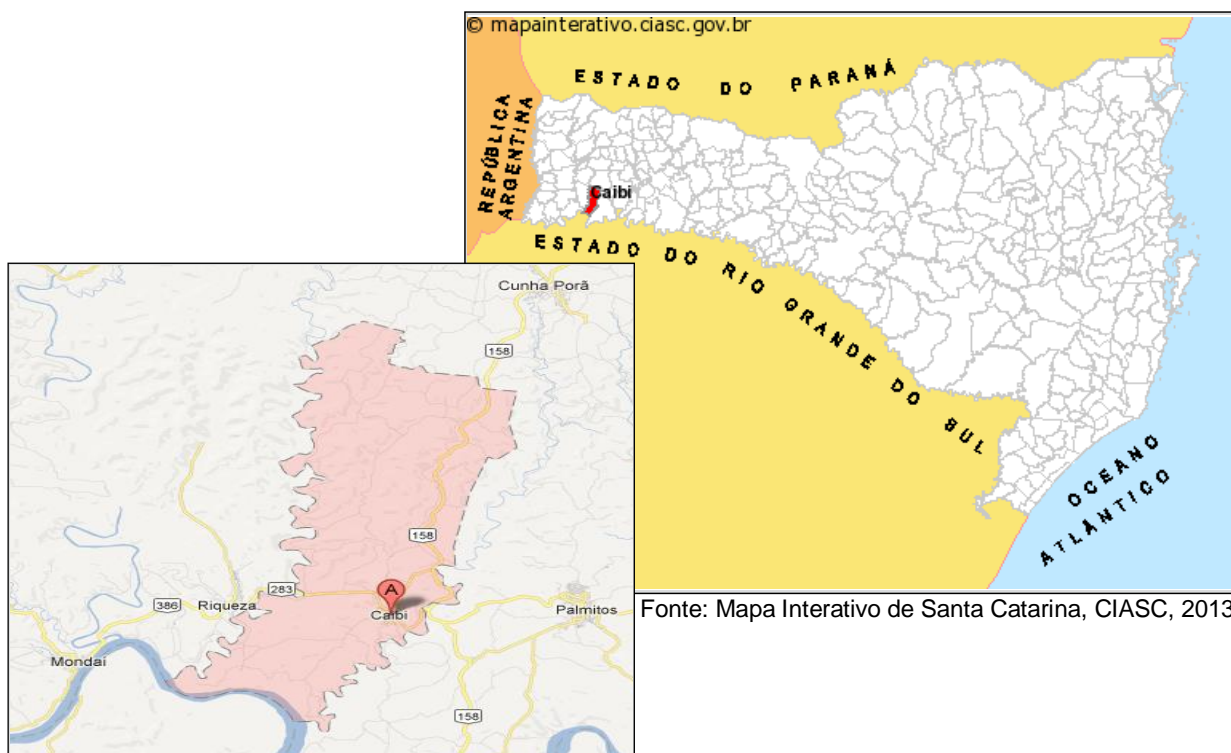 © mapainterativo.ciasc.gov.br
ESTADO DO PARANÁ
REPÚBLICA
ARGENTINA
Caibi
ESTADO DO RIO GRANDE DO SUL
OCEANO
ATLÂNTICO
Cunha Porã
158
158
283
A
386
Riqueza
Caibi
Palmitos
Mondaí
158
Fonte: Mapa Interativo de Santa Catarina, CIASC, 2013